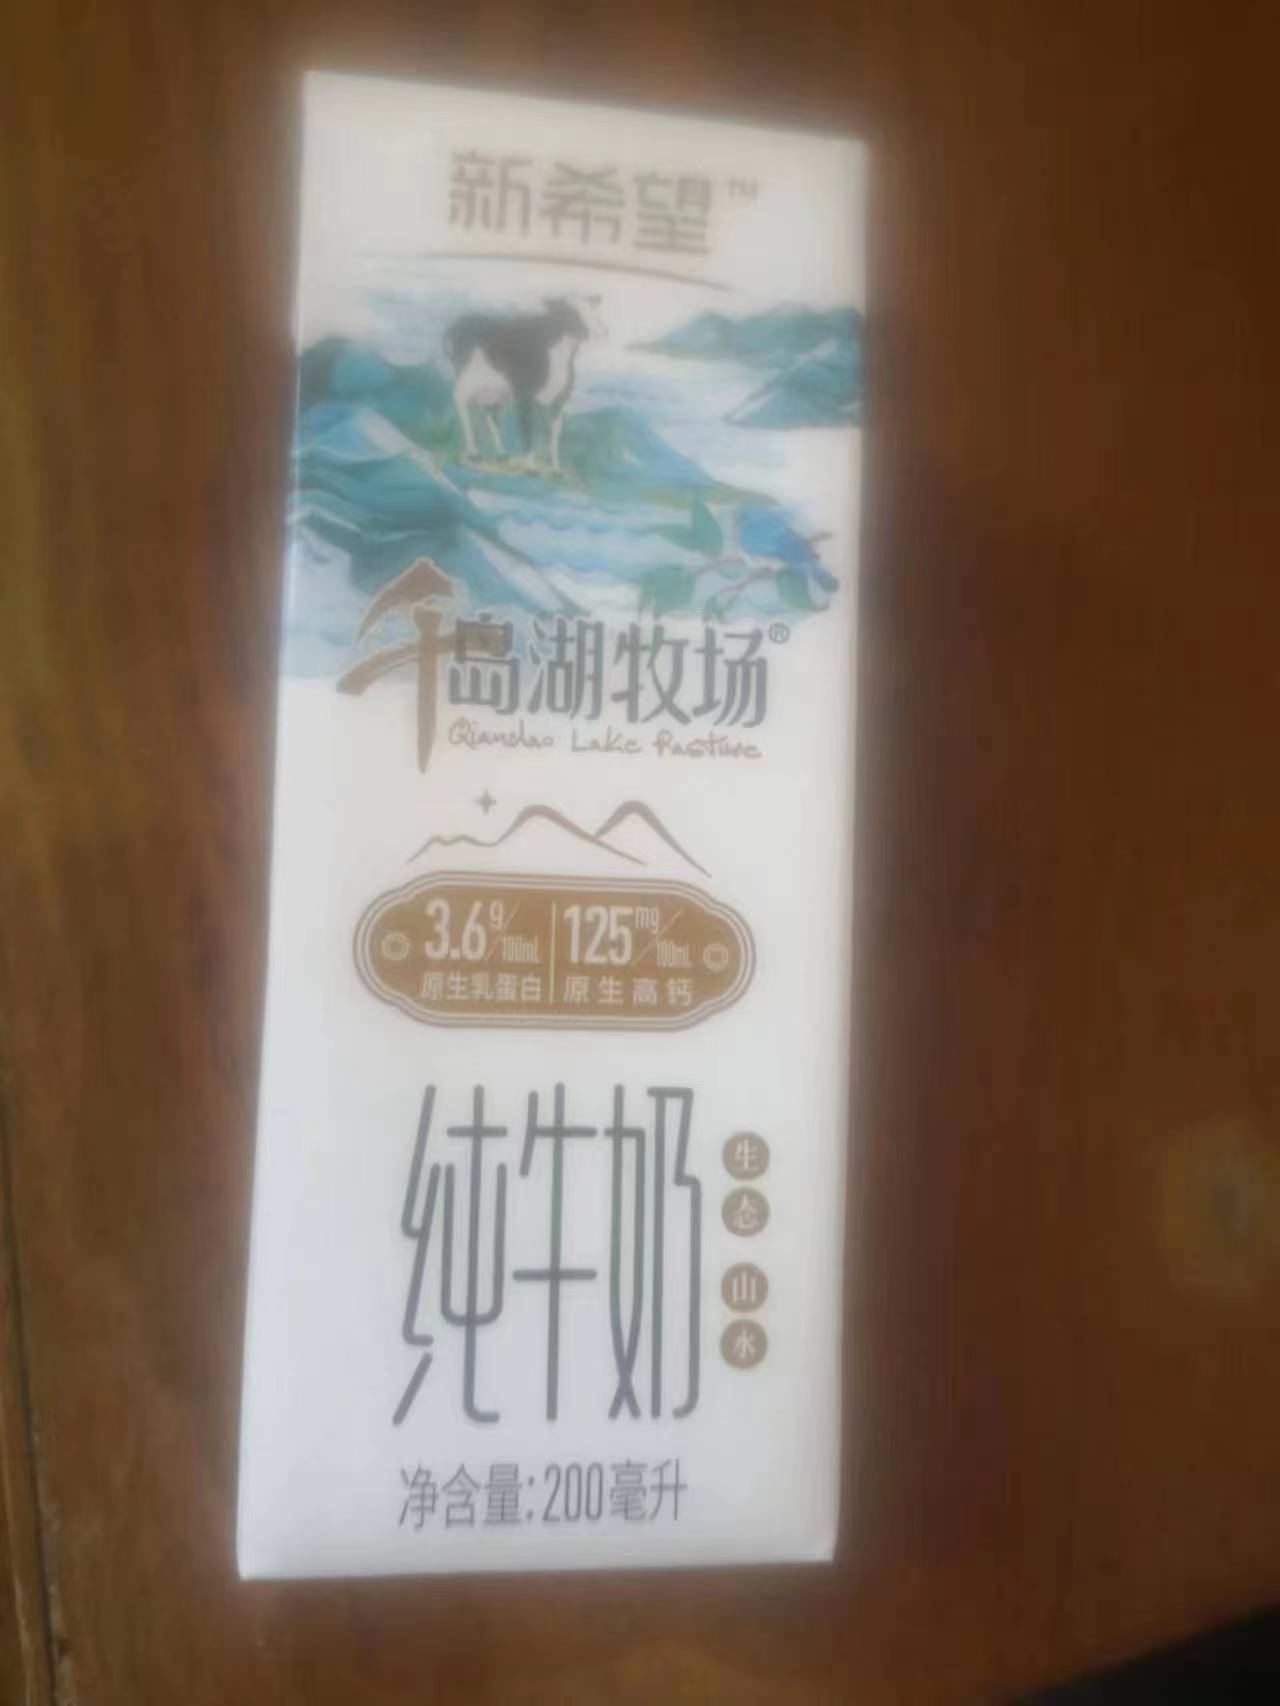 新希望™
千岛湖牧场®
Qiandao Lake Pasture
3.6g/100mL 125mg/100mL
原生乳蛋白 原生高钙
纯牛奶
生态山水
净含量:200毫升